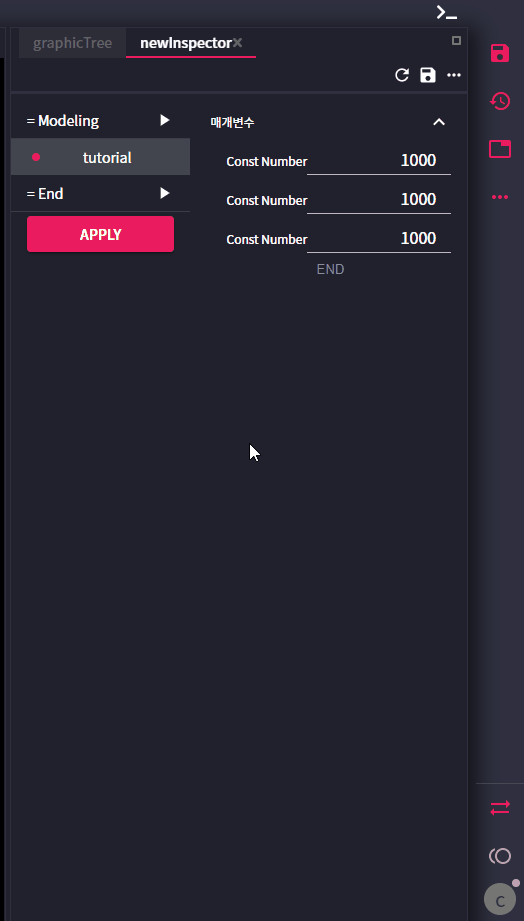 graphicTree newInspector
= Modeling
tutorial
= End
APPLY
매개변수
Const Number 1000
Const Number 1000
Const Number 1000
END
C